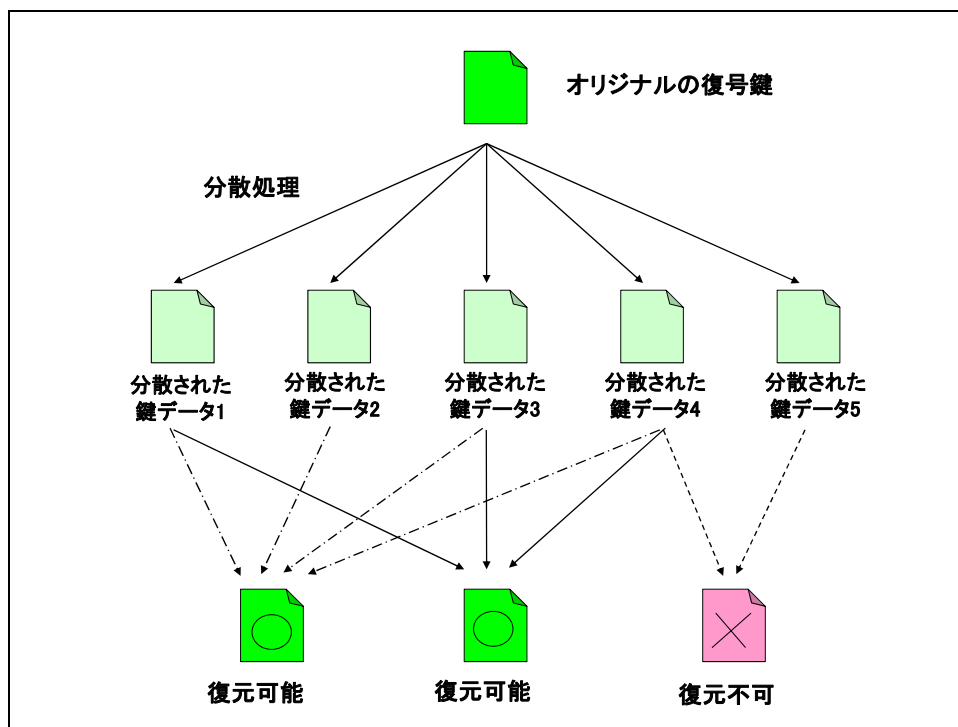 オリジナルの復号鍵
分散処理
分散された
鍵データ1
分散された
鍵データ2
分散された
鍵データ3
分散された
鍵データ4
分散された
鍵データ5
復元可能
復元可能
復元不可